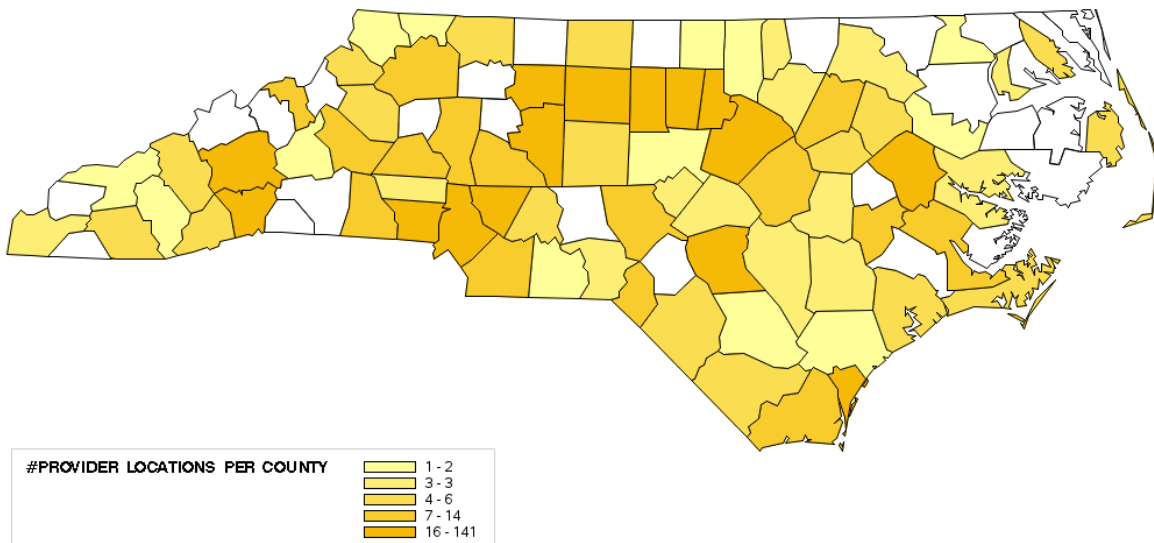 #PROVIDER LOCATIONS PER COUNTY
1 - 2
3 - 3
4 - 6
7 - 14
16 - 141